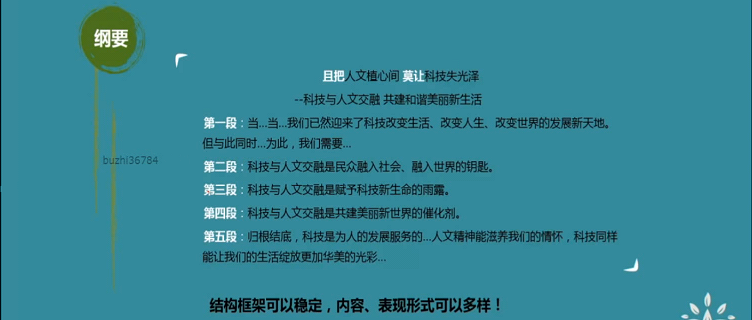 纲要
且把人文植心间 莫让科技失光泽
--科技与人文交融 共建和谐美丽新生活
第一段：当...当...我们已然迎来了科技改变生活、改变人生、改变世界的发展新天地。
但与此同时...为此，我们需要...
buzhi36784
第二段：科技与人文交融是民众融入社会、融入世界的钥匙。
第三段：科技与人文交融是赋予科技新生命的雨露。
第四段：科技与人文交融是共建美丽新世界的催化剂。
第五段：归根结底，科技是为人的发展服务的...人文精神能滋养我们的情怀，科技同样
能让我们的生活绽放更加华美的光彩...
结构框架可以稳定，内容、表现形式可以多样！